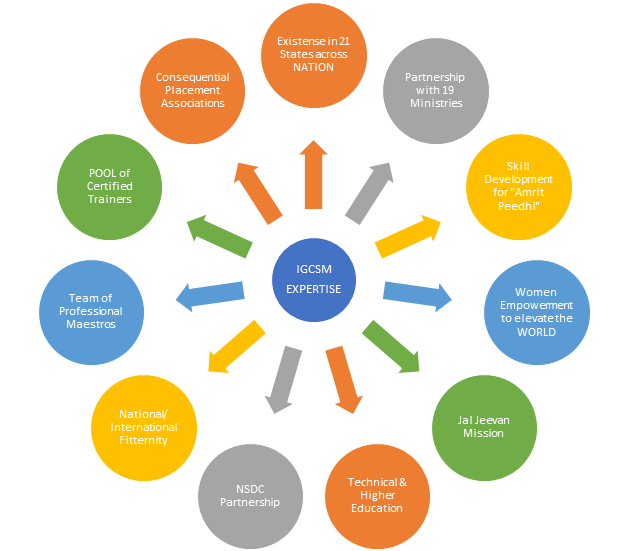 Existense in 21
States across
NATION
Partnership
with 19
Ministries
Skill
Development
for "Amrit
Peedhi"
Women
Empowement
to elevate the
WORLD
Jal Jeevan
Mission
Technical &
Higher
Education
NSDC
Partnership
National/
International
Fitternity
Team of
Professional
Maestros
POOL of
Certified
Trainers
Consequential
Placement
Associations
IGCSM
EXPERTISE